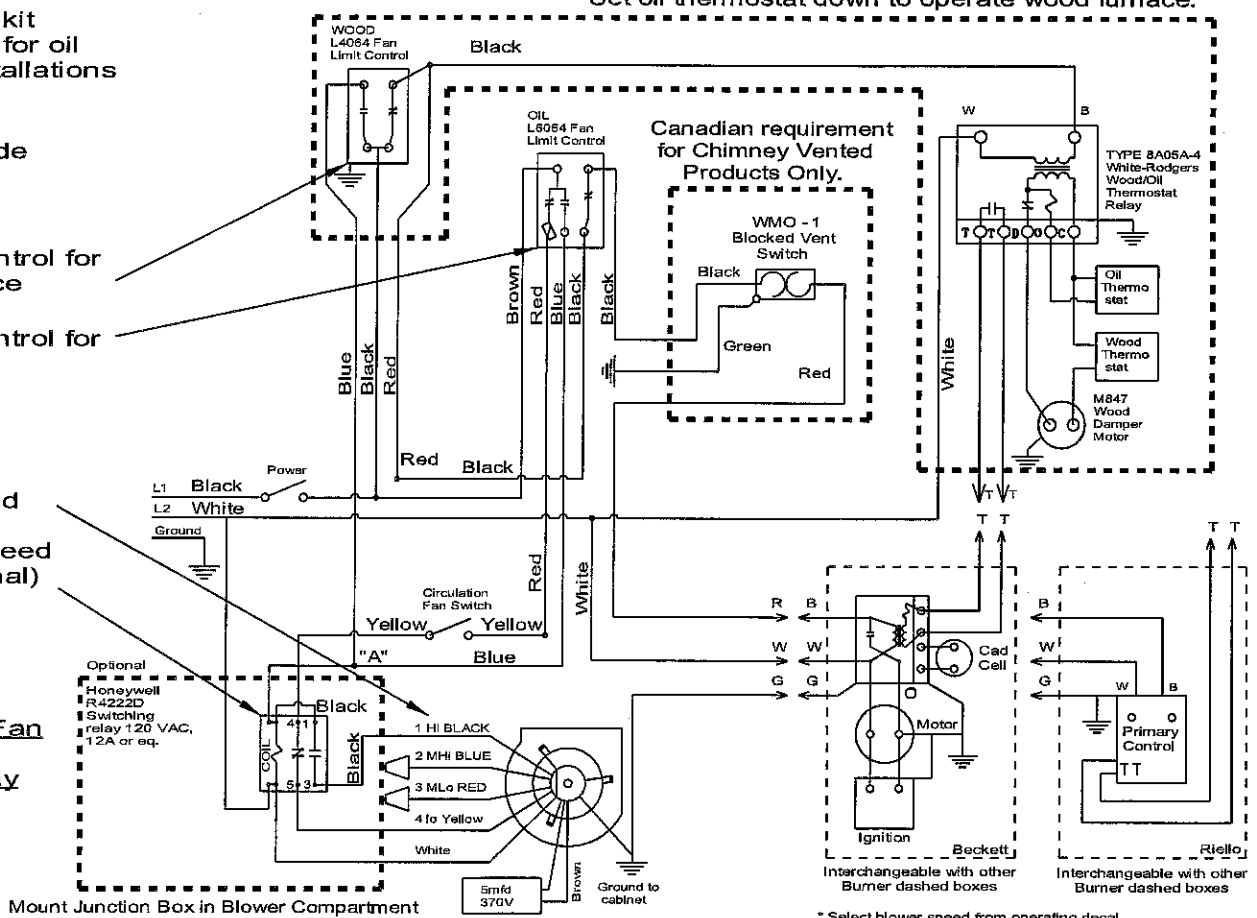 Set oil thermostat down to operate wood furnace.
kit
for oil
tallations
de
ntrol for
ce
ntrol for
d
eed
nal)
Fan
y
WOOD
L4064 Fan
Limit Control
Black
OIL
L6064 Fan
Limit Control
Canadian requirement
for Chimney Vented
Products Only.
WMO -1
Blocked Vent
Switch
Black
Green
Red
W
B
TYPE 8A05A-4
White-Rodgers
Wood/Oil
Thermostat
Relay
T T D G C
Oil
Thermo
stat
Wood
Thermo
stat
M847
Wood
Damper
Motor
White
Brown
Red
Blue
Black
Black
Blue
Black
Red
Red
Black
Power
L1 Black
L2 White
Ground
Circulation
Fan Switch
Yellow
Yellow
"A"
Blue
Red
White
Optional
Honeywell
R4222D
Switching
relay 120 VAC,
12A or eq.
Black
4 1
COIL
5 3
Black
1 HI BLACK
2 MHI BLUE
3 MLo RED
4 lo Yellow
White
5mfd
370V
Brown
Ground to
cabinet
Mount Junction Box in Blower Compartment
T T
T T
R B
W W
G G
Cad
Cell
Motor
Ignition
Beckett
Interchangeable with other
Burner dashed boxes
T T
B
W
G
W
B
Primary
Control
TT
Riello
Interchangeable with other
Burner dashed boxes
* Select blower speed from operating decal